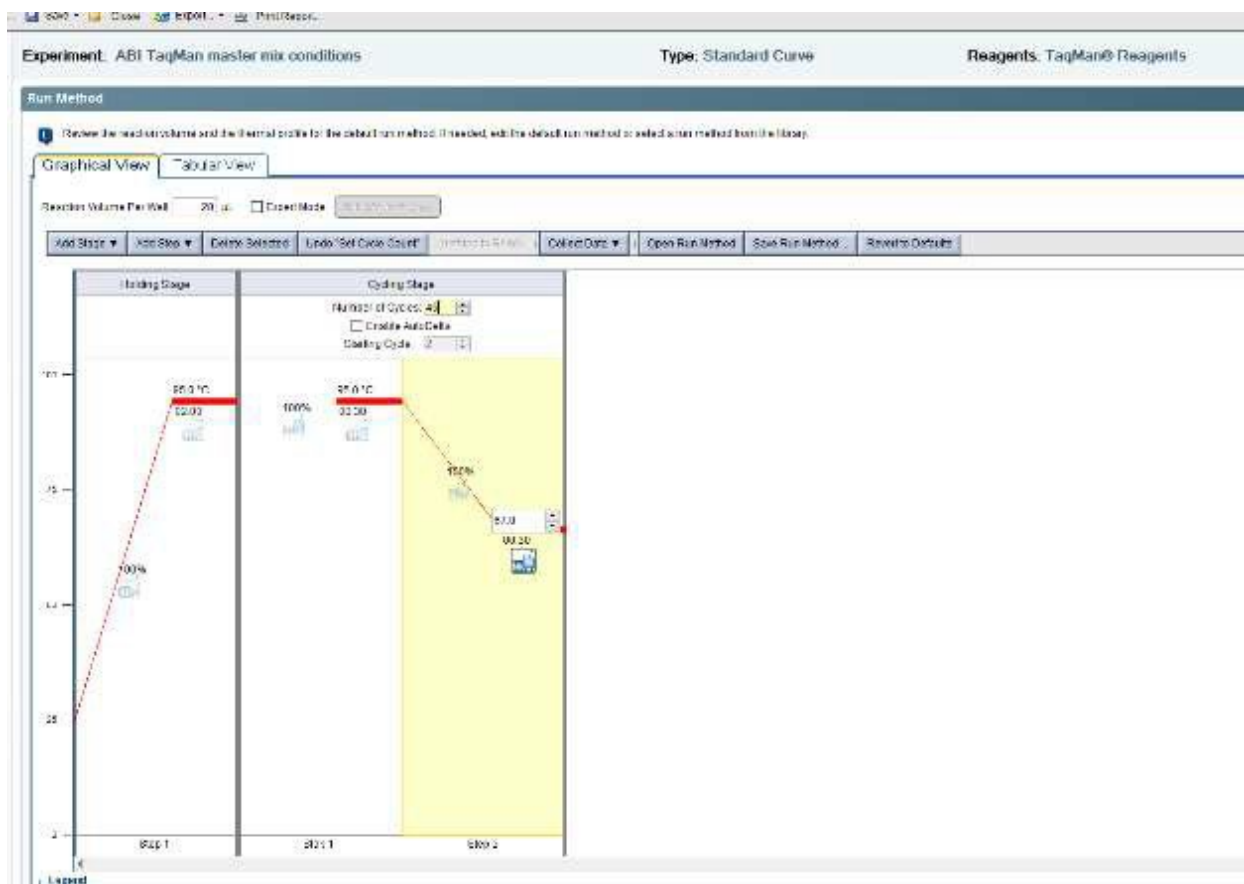 Save Close Export... Print Report...
Experiment: ABI TaqMan master mix conditions Type: Standard Curve Reagents: TaqMan® Reagents
Run Method
Review the reaction volume and the thermal profile for the default run method. If needed, edit the default run method or select a run method from the library.
Graphical View Tabular View
Reaction Volume Per Well 20 µL Expert Mode
Add Stage Add Step Delete Selected Undo "Set Cycle Count" Collect Data Open Run Method Save Run Method... Revert to Defaults
Holding Stage Cycling Stage
Number of Cycles:
Enable AutoDelta
Starting Cycle 2
95.0 °C 95.0 °C
02:00 100% 00:30
100%
25
Step 1 Step 1 Step 2
Legend